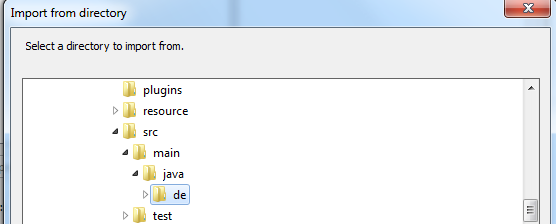 Import from directory
Select a directory to import from.
plugins
resource
src
main
java
de
test